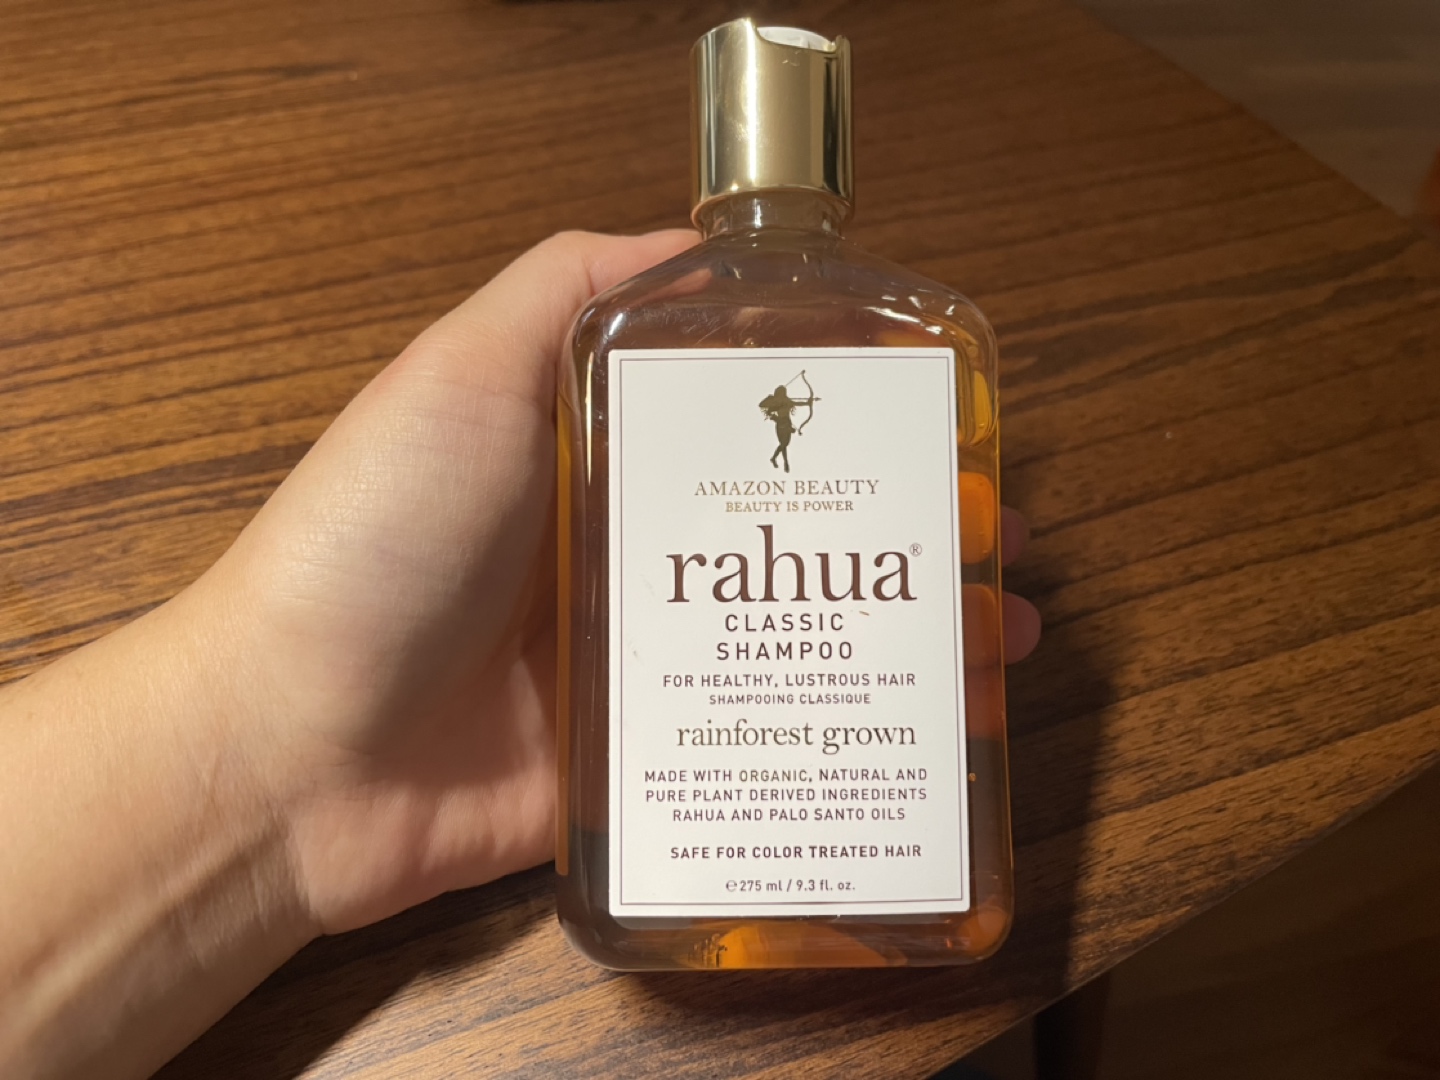 AMAZON BEAUTY
BEAUTY IS POWER
rahua®
CLASSIC
SHAMPOO
FOR HEALTHY, LUSTROUS HAIR
SHAMPOOING CLASSIQUE
rainforest grown
MADE WITH ORGANIC, NATURAL AND
PURE PLANT DERIVED INGREDIENTS
RAHUA AND PALO SANTO OILS
SAFE FOR COLOR TREATED HAIR
℮275 ml / 9.3 fl. oz.